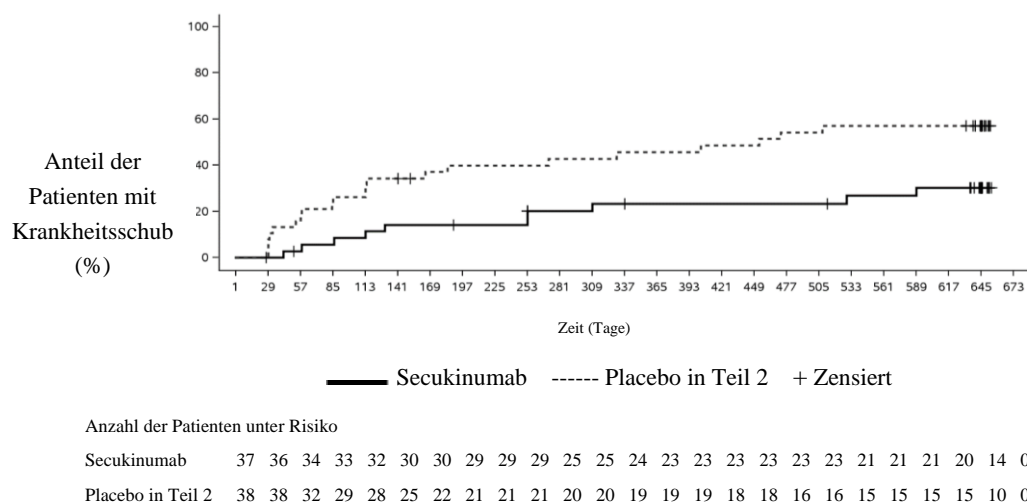 100
80
60
40
20
0
Anteil der
Patienten mit
Krankheitsschub
(%)
1 29 57 85 113 141 169 197 225 253 281 309 337 365 393 421 449 477 505 533 561 589 617 645 673
Zeit (Tage)
Secukinumab Placebo in Teil 2 + Zensiert
Anzahl der Patienten unter Risiko
Secukinumab 37 36 34 33 32 30 30 29 29 29 25 25 24 23 23 23 23 23 23 21 21 21 20 14 0
Placebo in Teil 2 38 38 32 29 28 25 22 21 21 21 20 20 19 19 19 18 18 16 16 15 15 15 15 10 0